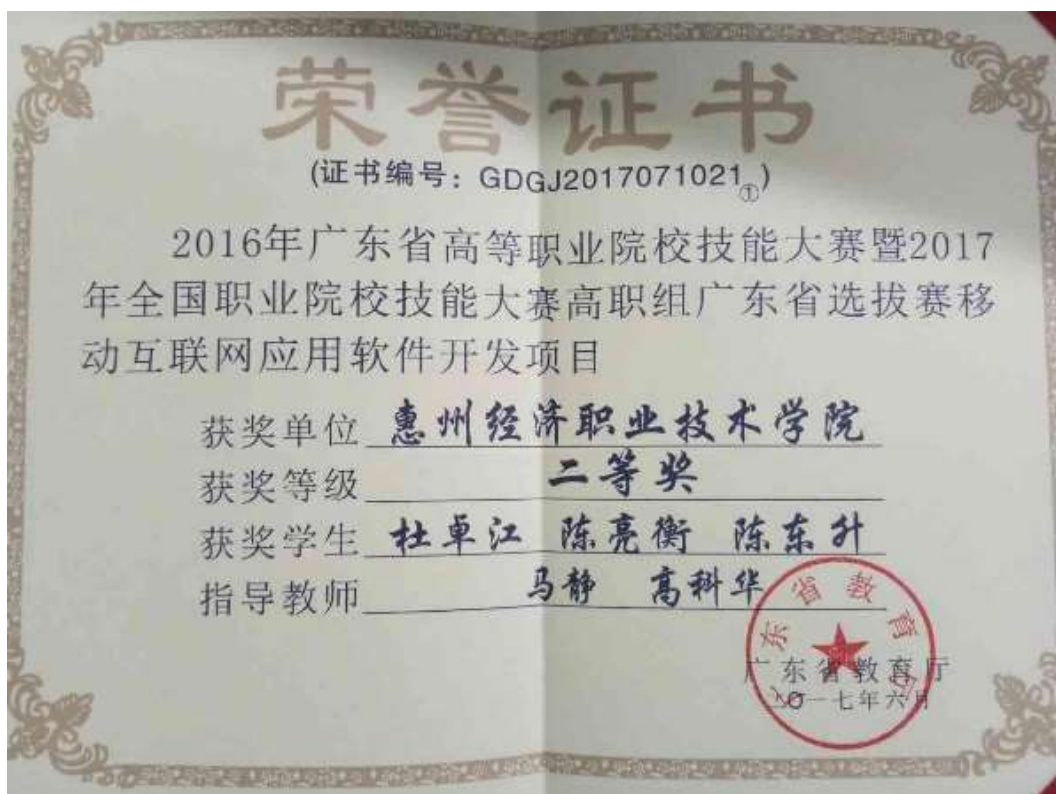 荣誉证书
(证书编号：GDGJ2017071021①)
2016年广东省高等职业院校技能大赛暨2017
年全国职业院校技能大赛高职组广东省选拔赛移
动互联网应用软件开发项目
获奖单位 惠州经济职业技术学院
获奖等级 二等奖
获奖学生 杜卓江 陈亮衡 陈东升
指导教师 马静 高科华
广东省教育厅
广东省教育厅
二〇一七年六月